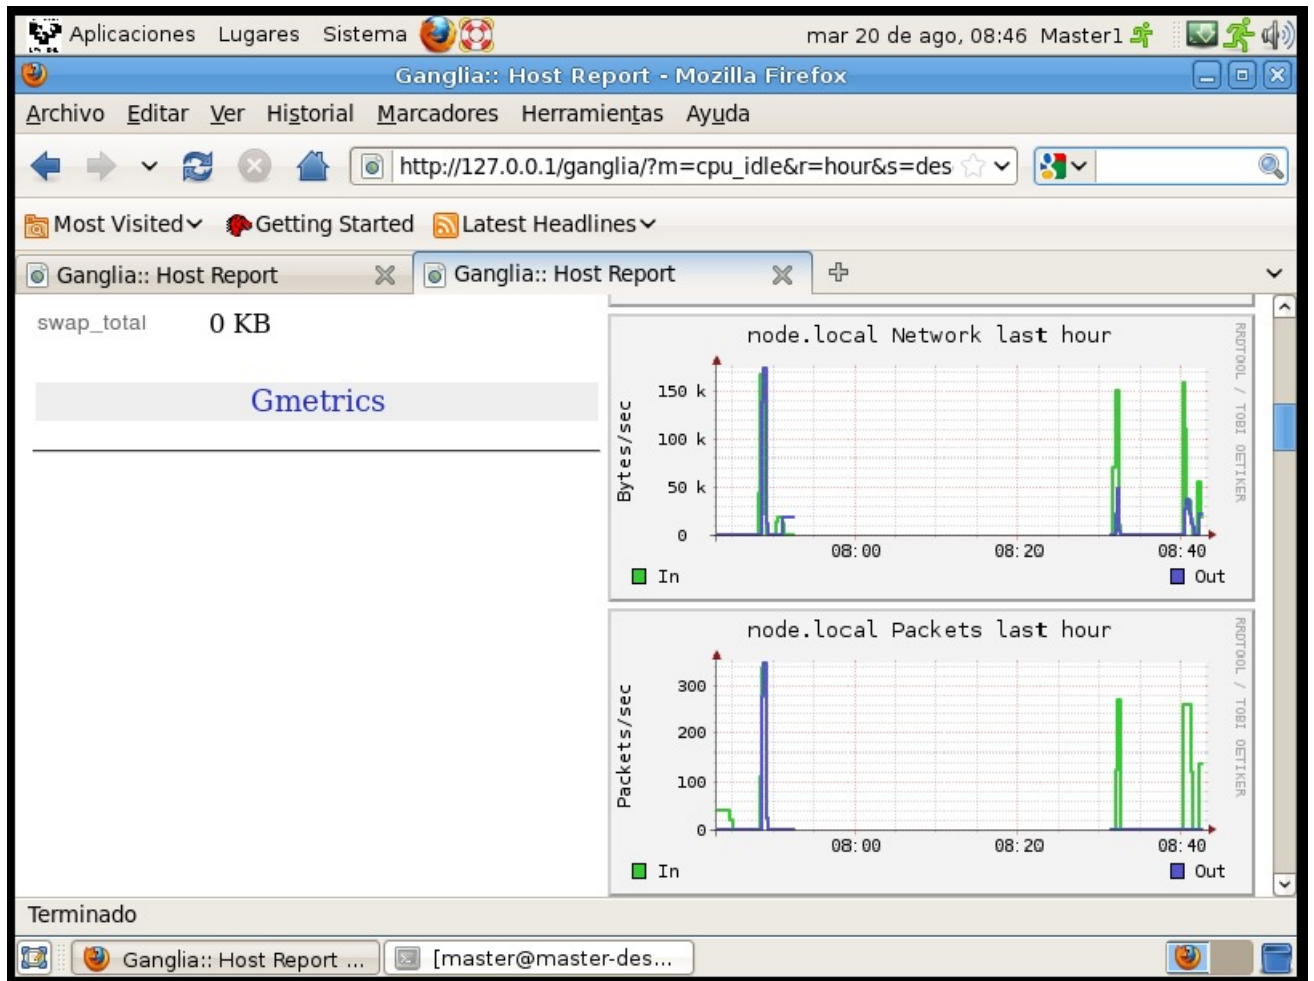 Aplicaciones Lugares Sistema mar 20 de ago, 08:46 Master1
Ganglia:: Host Report - Mozilla Firefox
Archivo Editar Ver Historial Marcadores Herramientas Ayuda
http://127.0.0.1/ganglia/?m=cpu_idle&r=hour&s=des
Most Visited Getting Started Latest Headlines
Ganglia:: Host Report Ganglia:: Host Report
swap_total 0 KB
Gmetrics
node.local Network last hour
RRDTOOL / TOBI OETIKER
Bytes/sec
150 k
100 k
50 k
0
08:00 08:20 08:40
In Out
node.local Packets last hour
RRDTOOL / TOBI OETIKER
Packets/sec
300
200
100
0
08:00 08:20 08:40
In Out
Terminado
Ganglia:: Host Report ... [master@master-des...